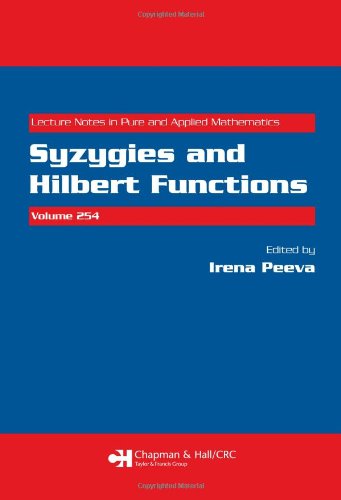 Lecture Notes in Pure and Applied Mathematics
Syzygies and
Hilbert Functions
Volume 254
Edited by
Irena Peeva
Chapman & Hall/CRC
Taylor & Francis Group